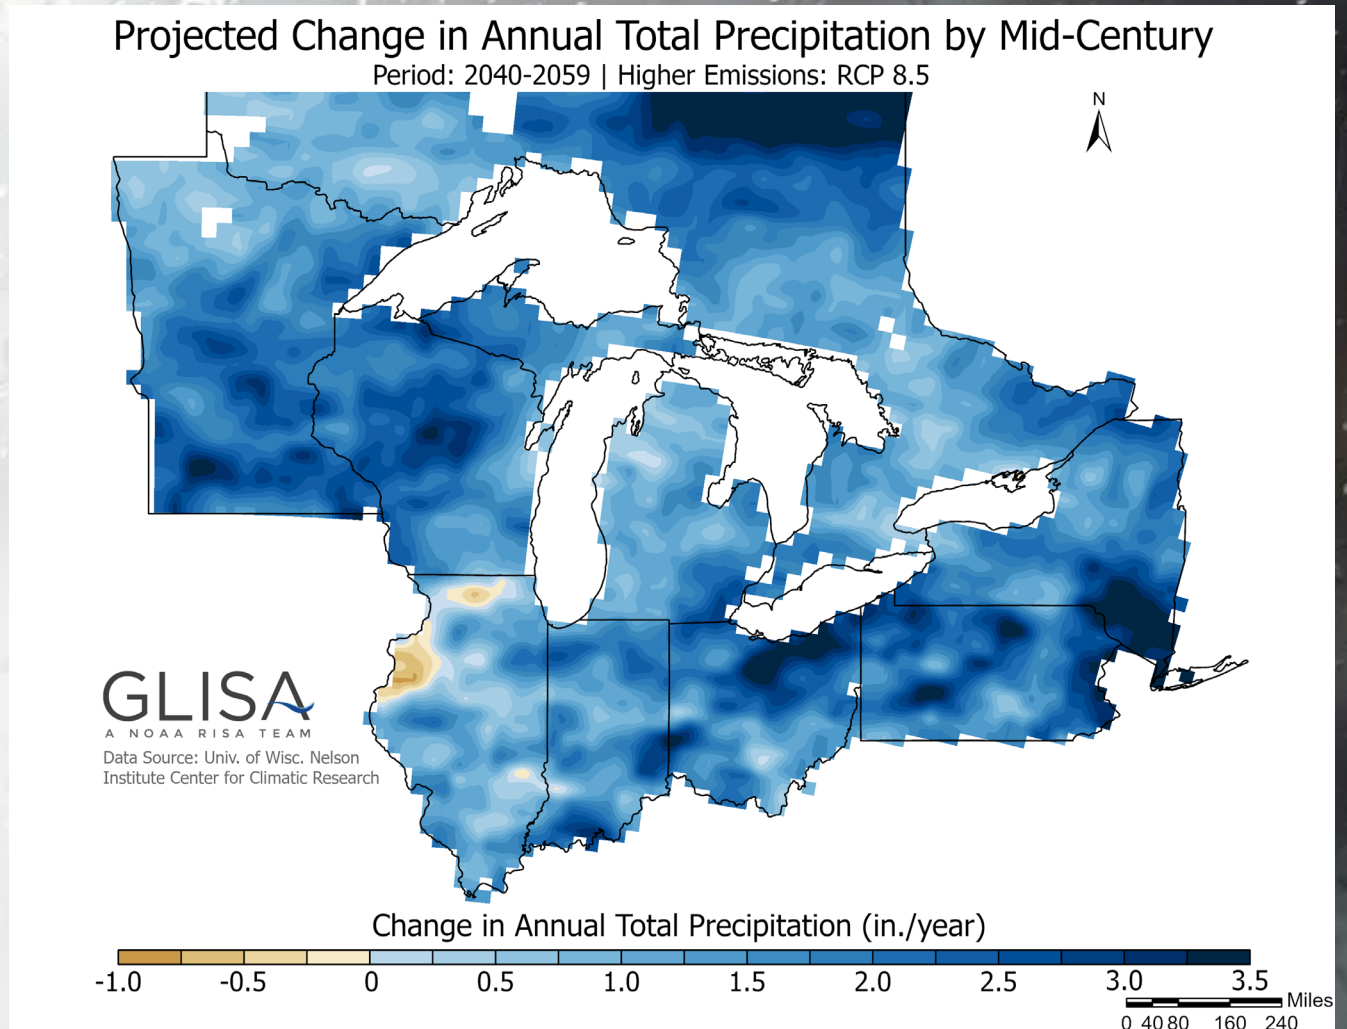 Projected Change in Annual Total Precipitation by Mid-Century
Period: 2040-2059 | Higher Emissions: RCP 8.5
N
GLISA
A NOAA RISA TEAM
Data Source: Univ. of Wisc. Nelson
Institute Center for Climatic Research
Change in Annual Total Precipitation (in./year)
-1.0 -0.5 0 0.5 1.0 1.5 2.0 2.5 3.0 3.5
Miles
0 40 80 160 240